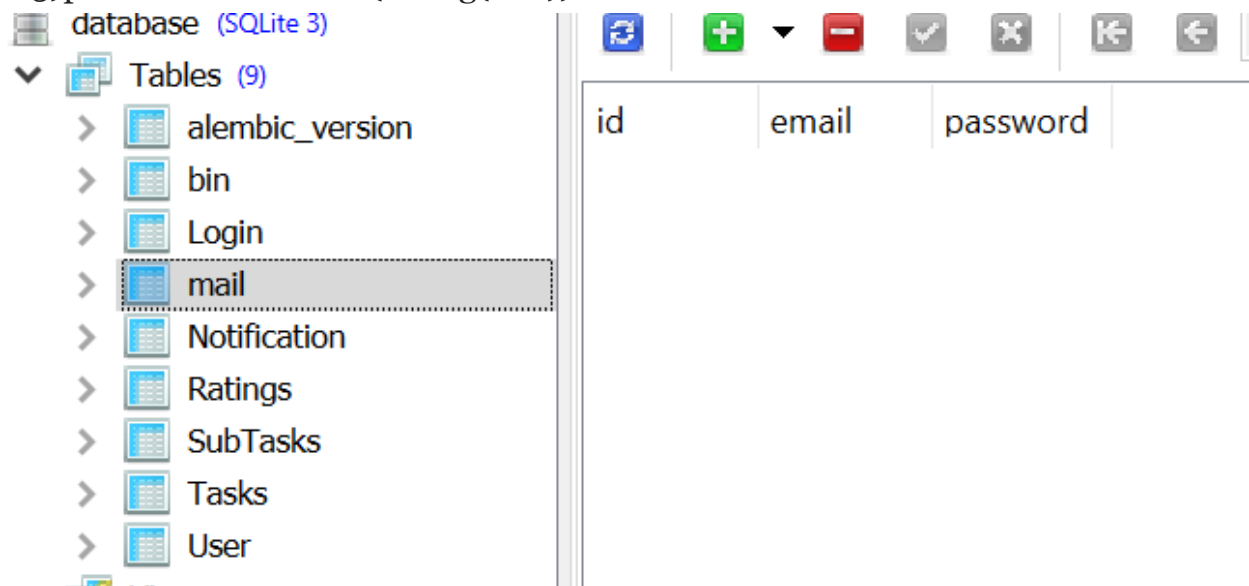 database (SQLite 3)
Tables (9)
alembic_version
bin
Login
mail
Notification
Ratings
SubTasks
Tasks
User
id email password